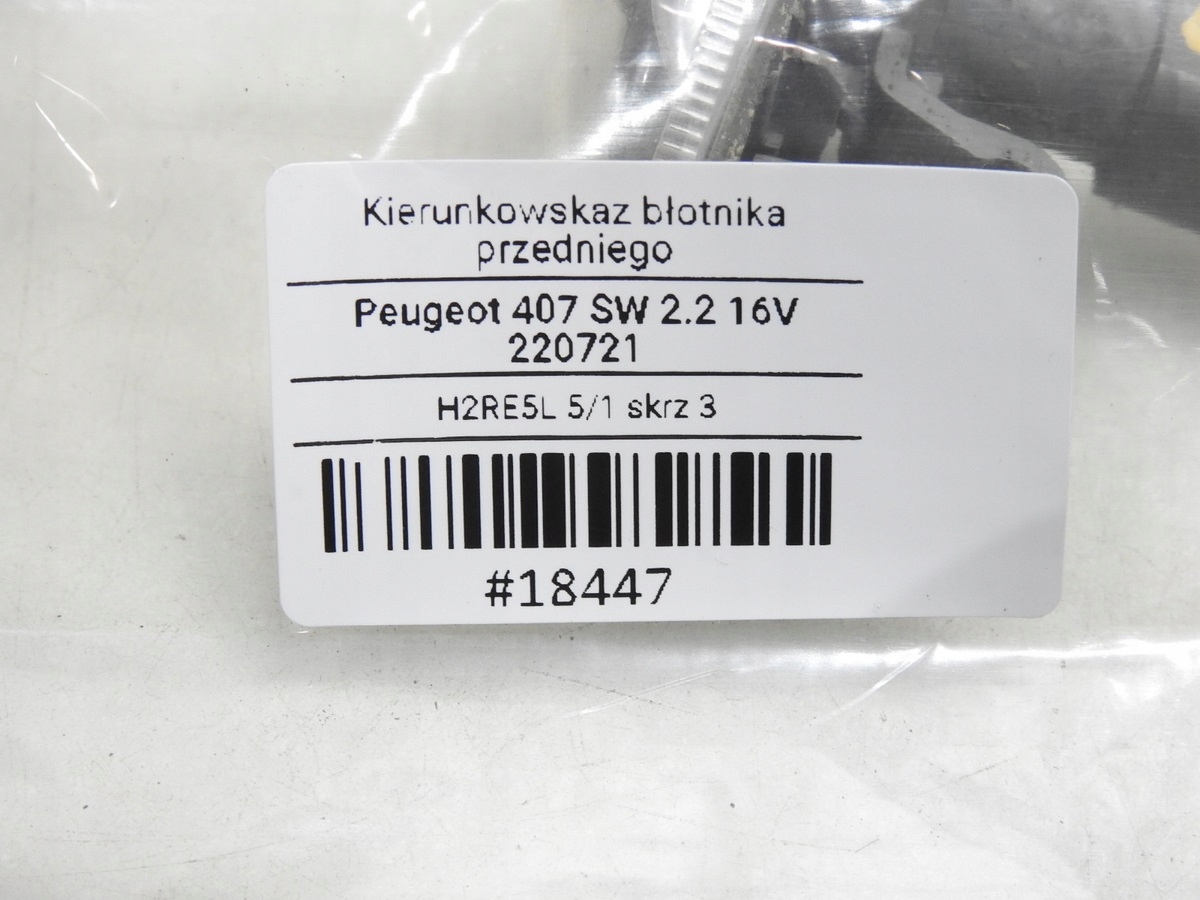 Kierunkowskaz błotnika
przedniego
Peugeot 407 SW 2.2 16V
220721
H2RE5L 5/1 skrz 3
#18447